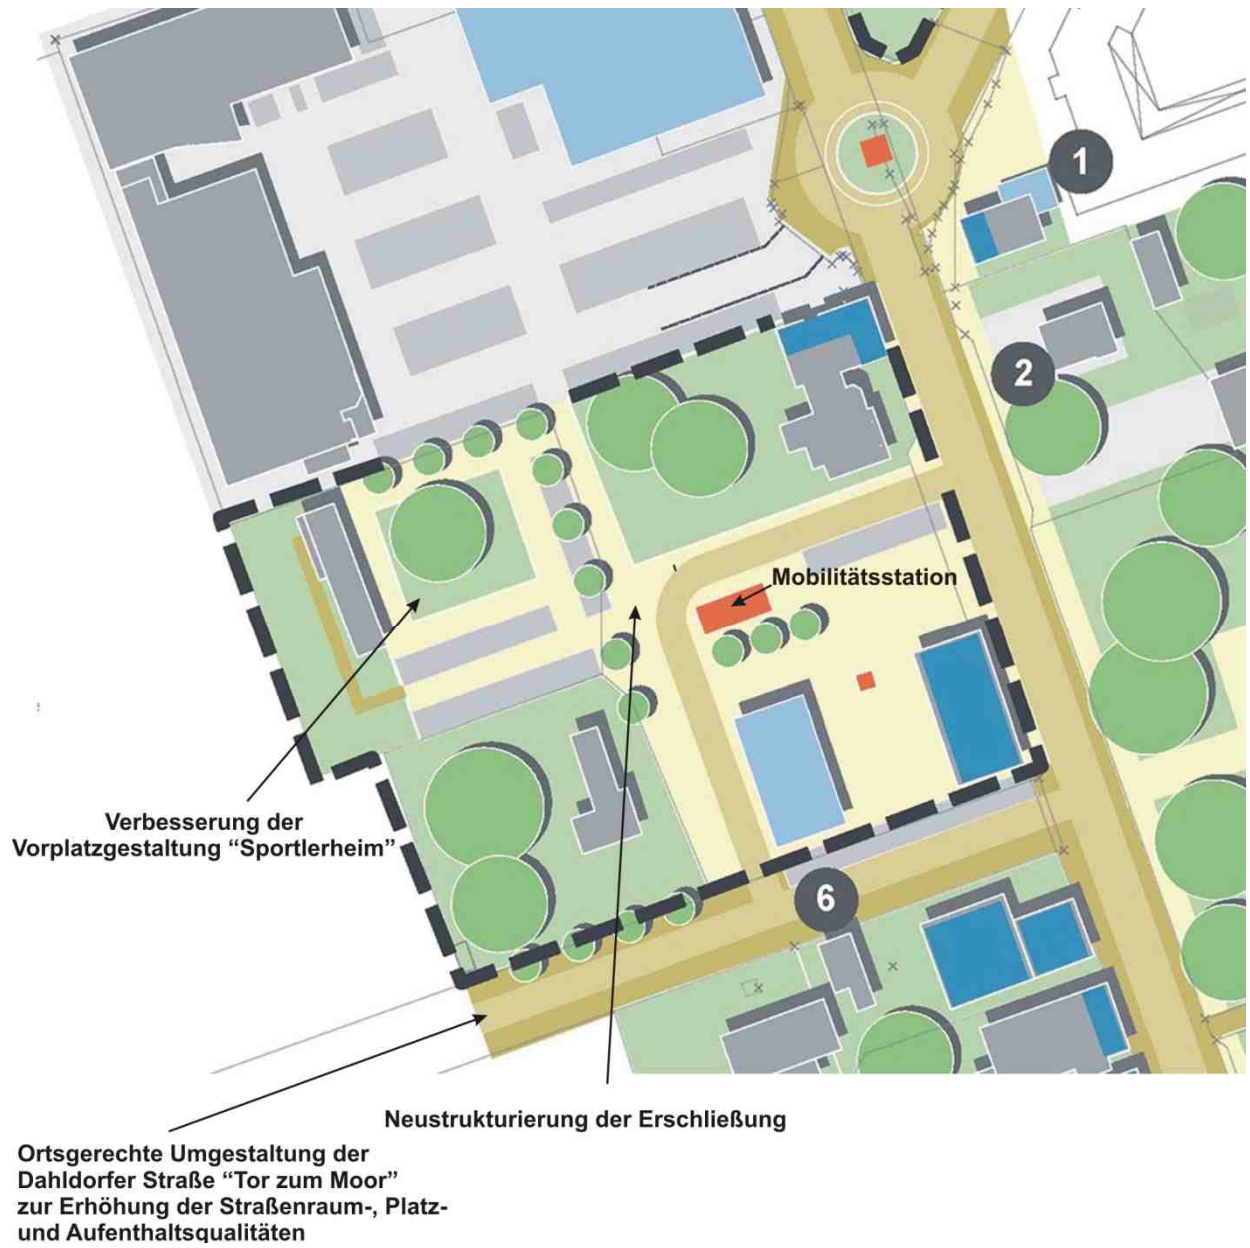 1
2
Mobilitätsstation
Verbesserung der
Vorplatzgestaltung “Sportlerheim”
6
Neustrukturierung der Erschließung
Ortsgerechte Umgestaltung der
Dahldorfer Straße “Tor zum Moor”
zur Erhöhung der Straßenraum-, Platz-
und Aufenthaltsqualitäten